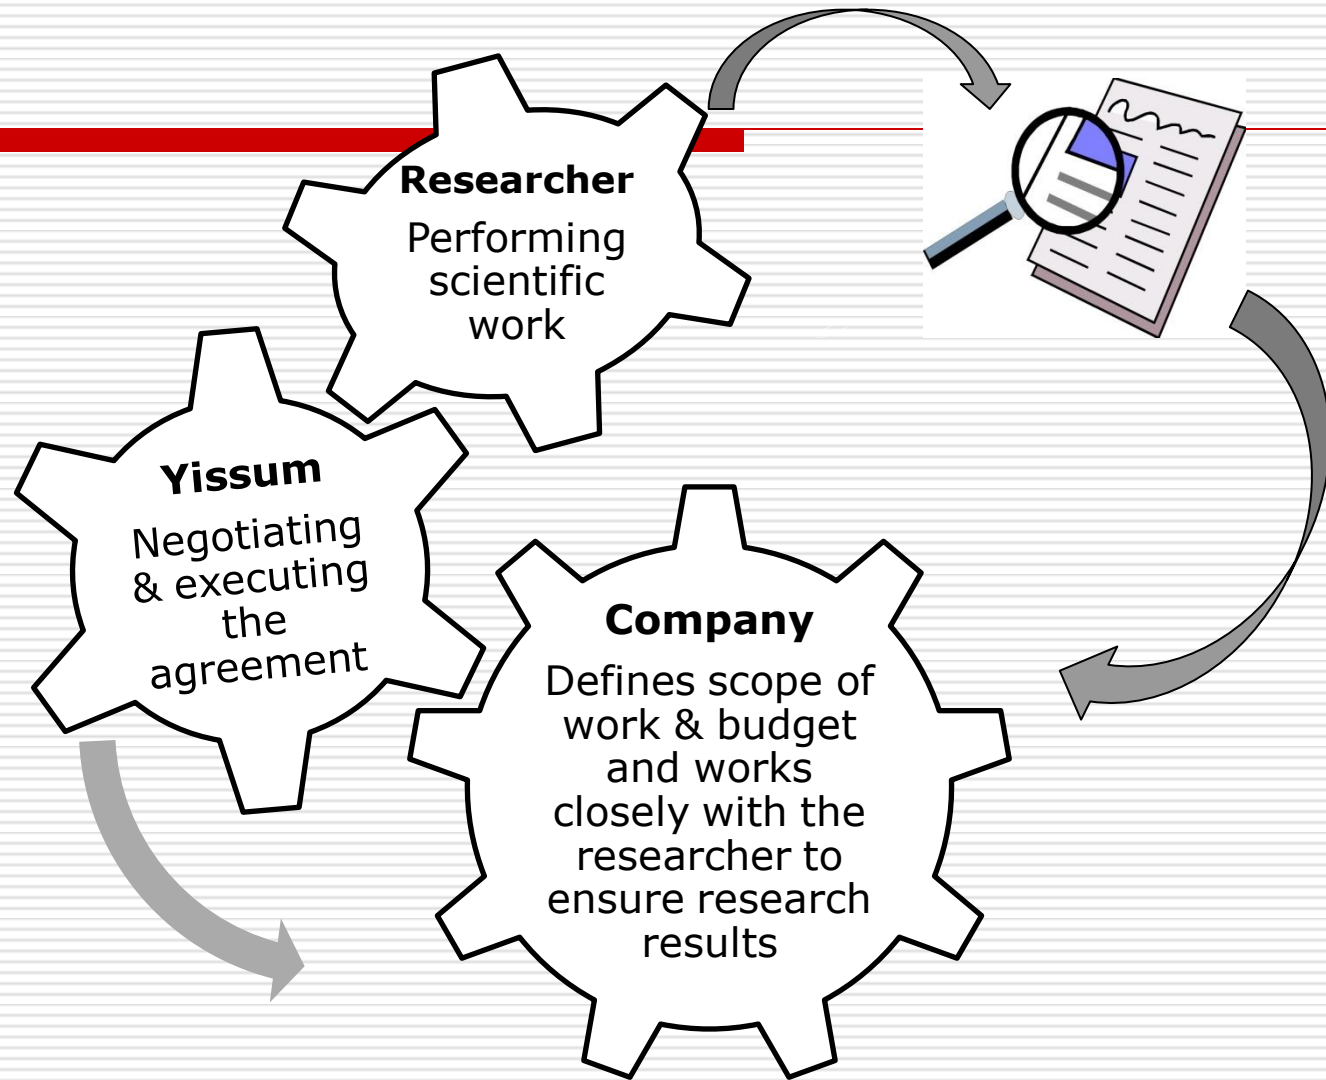 Researcher
Performing
scientific
work
Yissum
Negotiating
& executing
the
agreement
Company
Defines scope of
work & budget
and works
closely with the
researcher to
ensure research
results